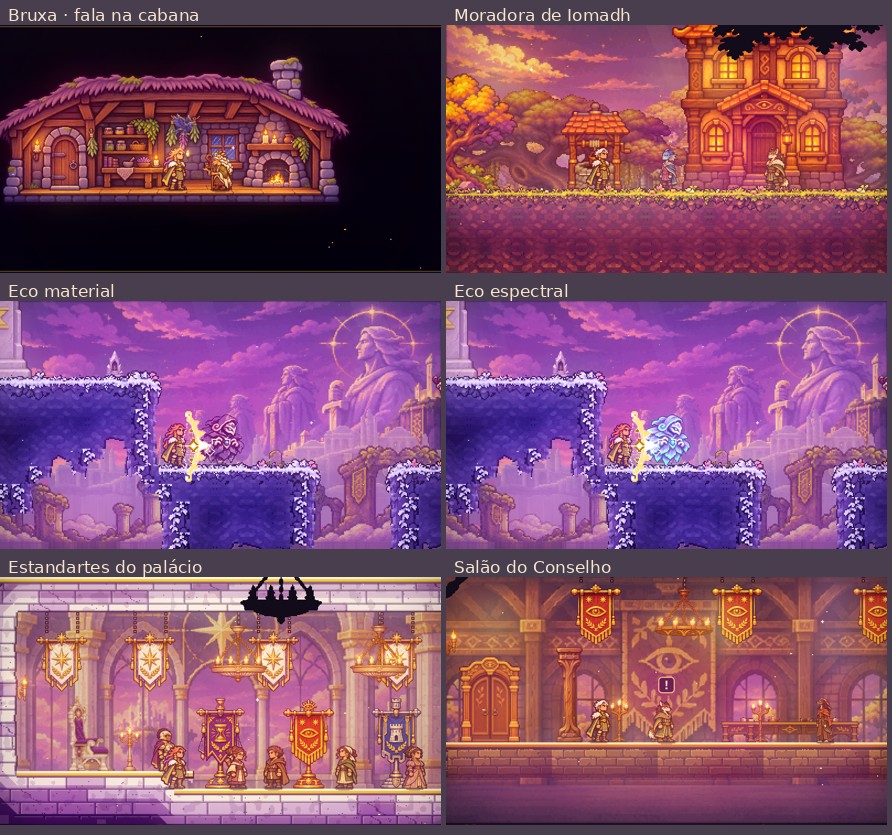 Bruxa · fala na cabana
Moradora de Iomadh
Eco material
Eco espectral
Estandartes do palácio
Salão do Conselho
!